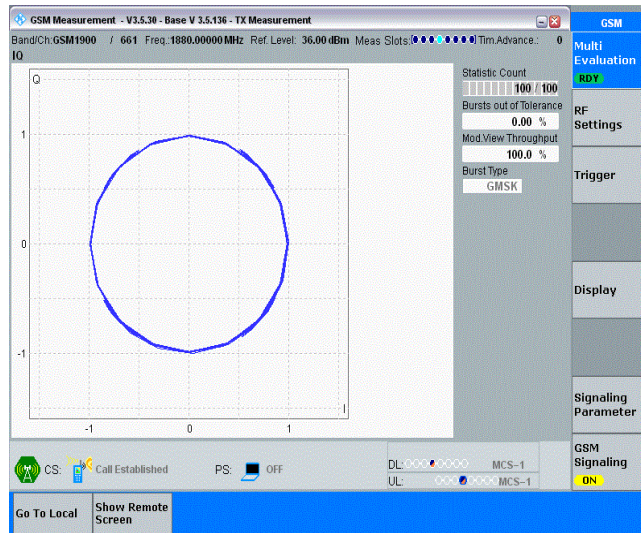 GSM Measurement - V3.5.30 - Base V 3.5.136 - TX Measurement
GSM
Band/Ch:GSM1900 / 661 Freq.:1880.00000 MHz Ref. Level: 36.00 dBm Meas Slots: Tim.Advance.: 0
IQ
Multi
Evaluation
RDY
Q
Statistic Count
100 / 100
Bursts out of Tolerance
0.00 %
Mod.View Throughput
100.0 %
Burst Type
GMSK
RF
Settings
Trigger
1
0
-1
-1 0 1
I
Display
Signaling
Parameter
GSM
Signaling
ON
CS: Call Established PS: OFF
DL: MCS-1
UL: MCS-1
Go To Local
Show Remote
Screen